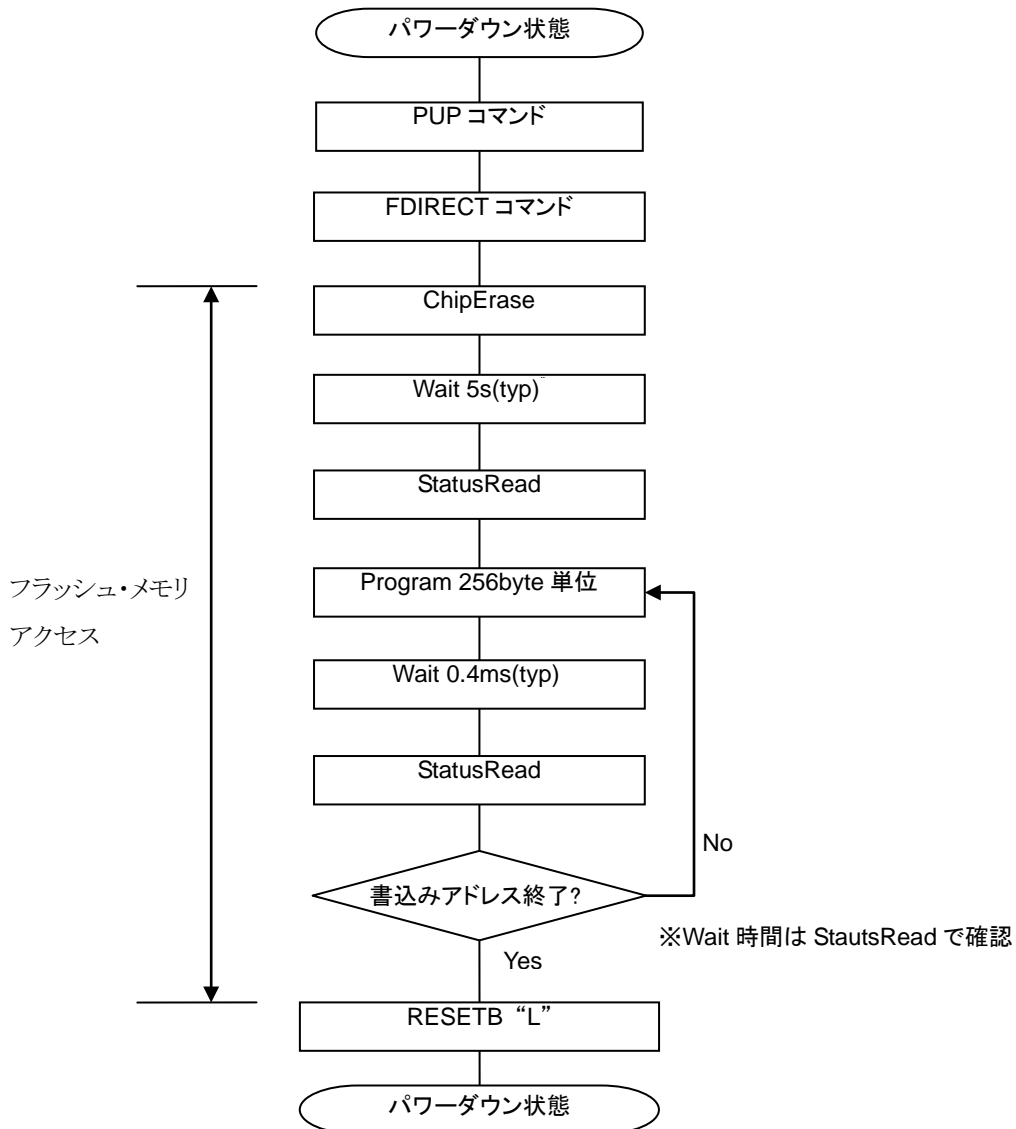 パワーダウン状態
PUP コマンド
FDIRECT コマンド
ChipErase
Wait 5s(typ)
StatusRead
フラッシュ・メモリ
アクセス
Program 256byte 単位
Wait 0.4ms(typ)
StatusRead
No
書込みアドレス終了?
※Wait 時間は StautsRead で確認
Yes
RESETB “L”
パワーダウン状態